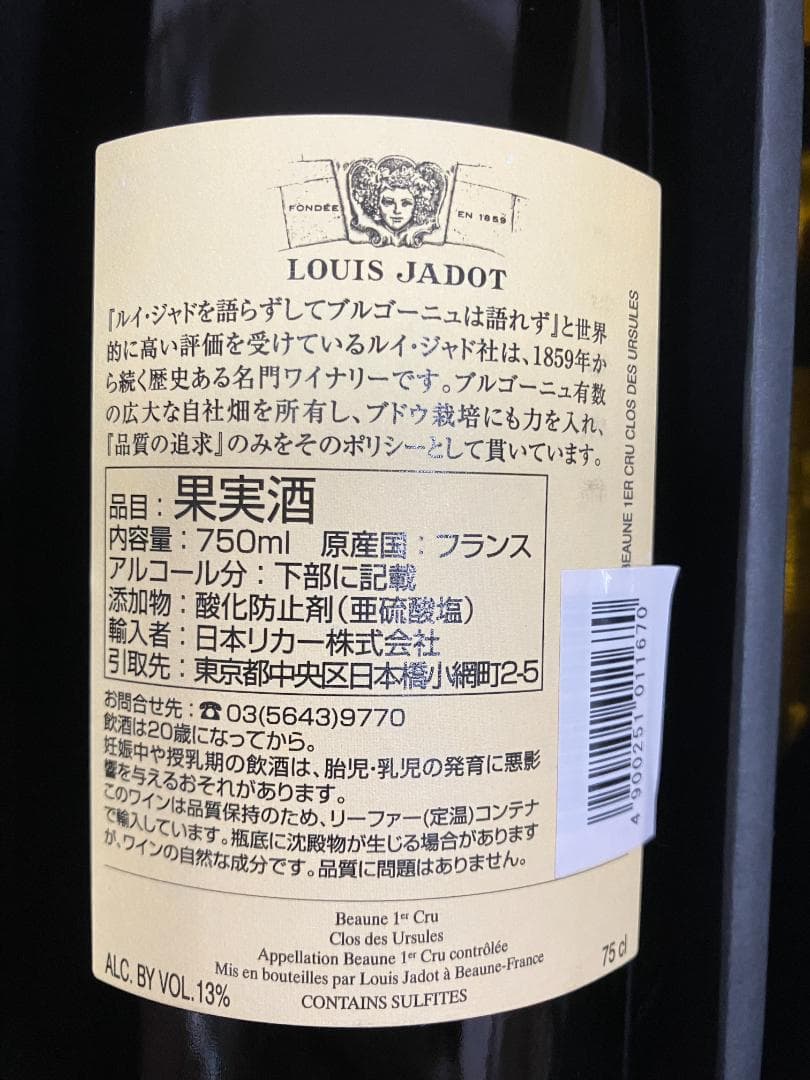 FONDÉE EN 1859
LOUIS JADOT
『ルイ・ジャドを語らずしてブルゴーニュは語れず』と世界
的に高い評価を受けているルイ・ジャド社は、1859年か
ら続く歴史ある名門ワイナリーです。ブルゴーニュ有数
の広大な自社畑を所有し、ブドウ栽培にも力を入れ、
『品質の追求』のみをそのポリシーとして貫いています。
品目：果実酒
内容量：750ml 原産国：フランス
アルコール分：下部に記載
添加物：酸化防止剤(亜硫酸塩)
輸入者：日本リカー株式会社
引取先：東京都中央区日本橋小網町2-5
お問合せ先：☎03(5643)9770
飲酒は20歳になってから。
妊娠中や授乳期の飲酒は、胎児・乳児の発育に悪影
響を与えるおそれがあります。
このワインは品質保持のため、リーファー(定温)コンテナ
で輸入しています。瓶底に沈殿物が生じる場合があります
が、ワインの自然な成分です。品質に問題はありません。
BEAUNE 1ER CRU CLOS DES URSULES
4 900251 011670
Beaune 1er Cru
Clos des Ursules
Appellation Beaune 1er Cru contrôlée
Mis en bouteilles par Louis Jadot à Beaune-France
CONTAINS SULFITES
ALC. BY VOL.13%
75 cl